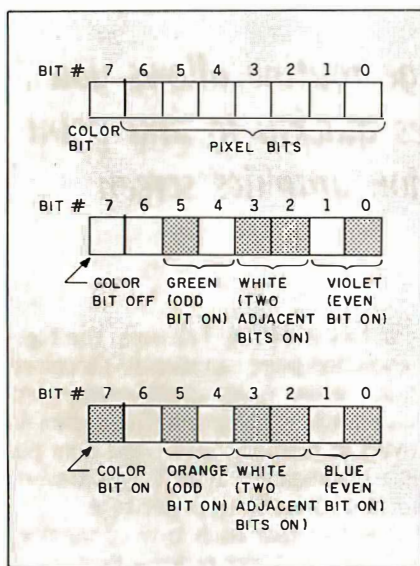 BIT # 7 6 5 4 3 2 1 0
COLOR BIT
PIXEL BITS
BIT # 7 6 5 4 3 2 1 0
COLOR BIT OFF
GREEN (ODD BIT ON)
WHITE (TWO ADJACENT BITS ON)
VIOLET (EVEN BIT ON)
BIT # 7 6 5 4 3 2 1 0
COLOR BIT ON
ORANGE (ODD BIT ON)
WHITE (TWO ADJACENT BITS ON)
BLUE (EVEN BIT ON)